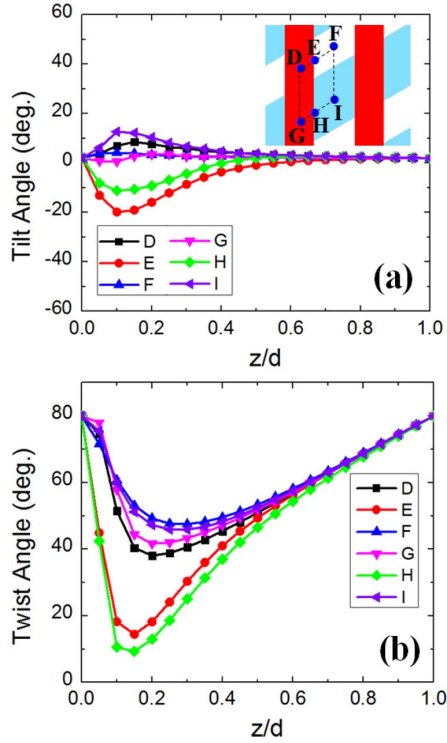 60
40
20
0
-20
-40
-60
Tilt Angle (deg.)
D
E
F
G
H
I
D
E
F
G
H
I
(a)
0.0 0.2 0.4 0.6 0.8 1.0
z/d
80
60
40
20
0
Twist Angle (deg.)
D
E
F
G
H
I
(b)
0.0 0.2 0.4 0.6 0.8 1.0
z/d